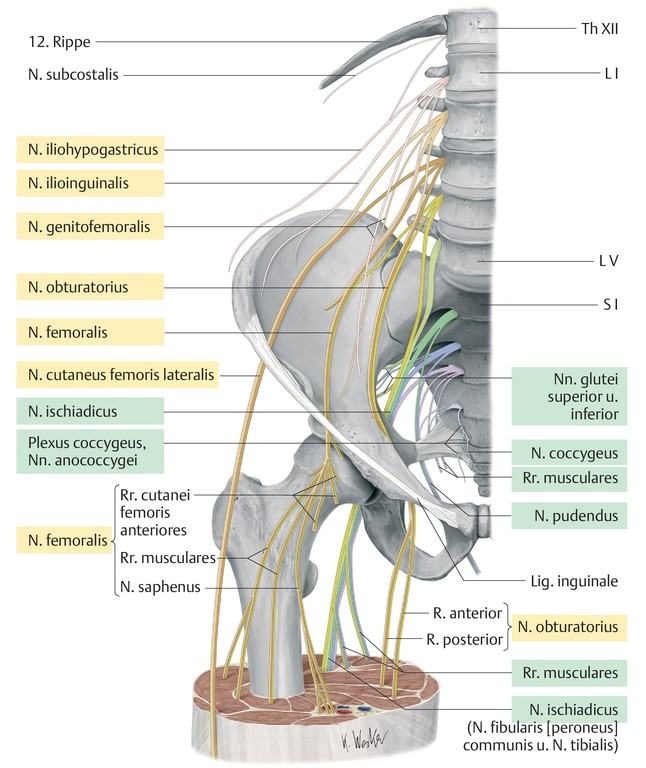 12. Rippe
N. subcostalis
N. iliohypogastricus
N. ilioinguinalis
N. genitofemoralis
N. obturatorius
N. femoralis
N. cutaneus femoris lateralis
N. ischiadicus
Plexus coccygeus,
Nn. anococcygei
N. femoralis
Rr. cutanei
femoris
anteriores
Rr. musculares
N. saphenus
Th XII
L I
L V
S I
Nn. glutei
superior u.
inferior
N. coccygeus
Rr. musculares
N. pudendus
Lig. inguinale
R. anterior
R. posterior
N. obturatorius
Rr. musculares
N. ischiadicus
(N. fibularis [peroneus]
communis u. N. tibialis)
K. Wesker